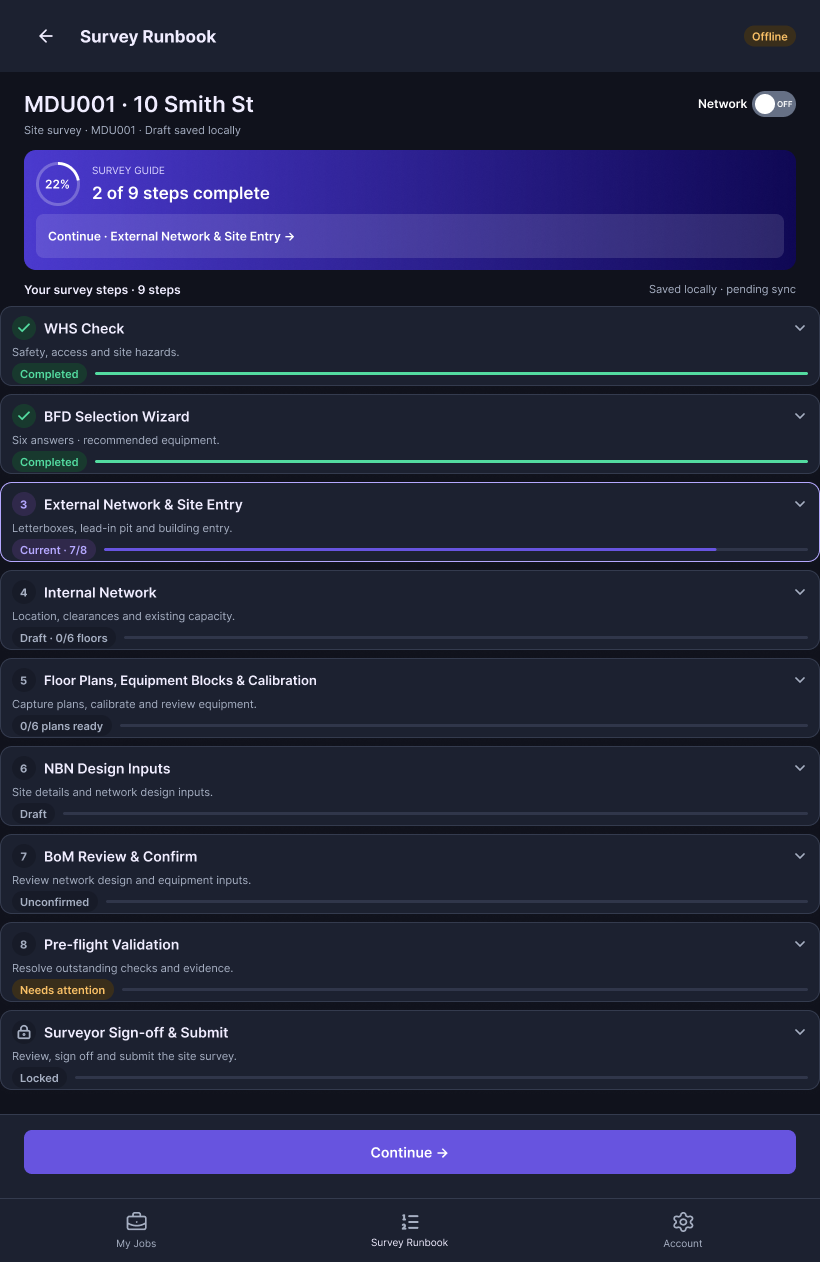 Survey Runbook
Offline
MDU001 · 10 Smith St
Network
OFF
Site survey · MDU001 · Draft saved locally
22%
SURVEY GUIDE
2 of 9 steps complete
Continue · External Network & Site Entry →
Your survey steps · 9 steps
Saved locally · pending sync
WHS Check
Safety, access and site hazards.
Completed
BFD Selection Wizard
Six answers · recommended equipment.
Completed
3 External Network & Site Entry
Letterboxes, lead-in pit and building entry.
Current · 7/8
4 Internal Network
Location, clearances and existing capacity.
Draft · 0/6 floors
5 Floor Plans, Equipment Blocks & Calibration
Capture plans, calibrate and review equipment.
0/6 plans ready
6 NBN Design Inputs
Site details and network design inputs.
Draft
7 BoM Review & Confirm
Review network design and equipment inputs.
Unconfirmed
8 Pre-flight Validation
Resolve outstanding checks and evidence.
Needs attention
Surveyor Sign-off & Submit
Review, sign off and submit the site survey.
Locked
Continue →
My Jobs
Survey Runbook
Account